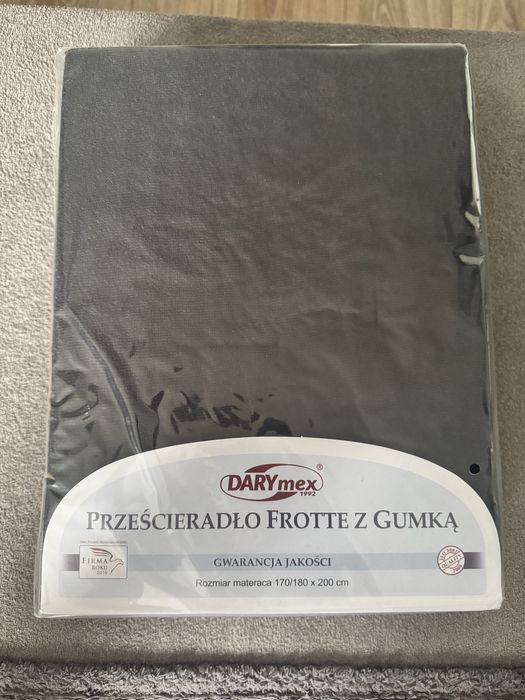 DARYmex®
1992
PRZEŚCIERADŁO FROTTE Z GUMKĄ
GWARANCJA JAKOŚCI
FIRMA
ROKU
Rozmiar materaca 170/180 x 200 cm